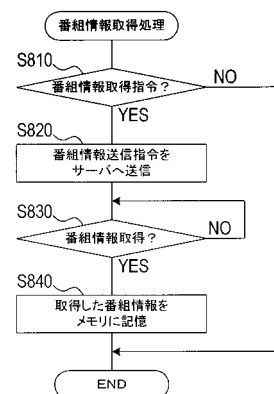 番組情報取得処理
S810
番組情報取得指令?
NO
YES
S820
番組情報送信指令を
サーバへ送信
S830
番組情報取得?
NO
YES
S840
取得した番組情報を
メモリに記憶
END